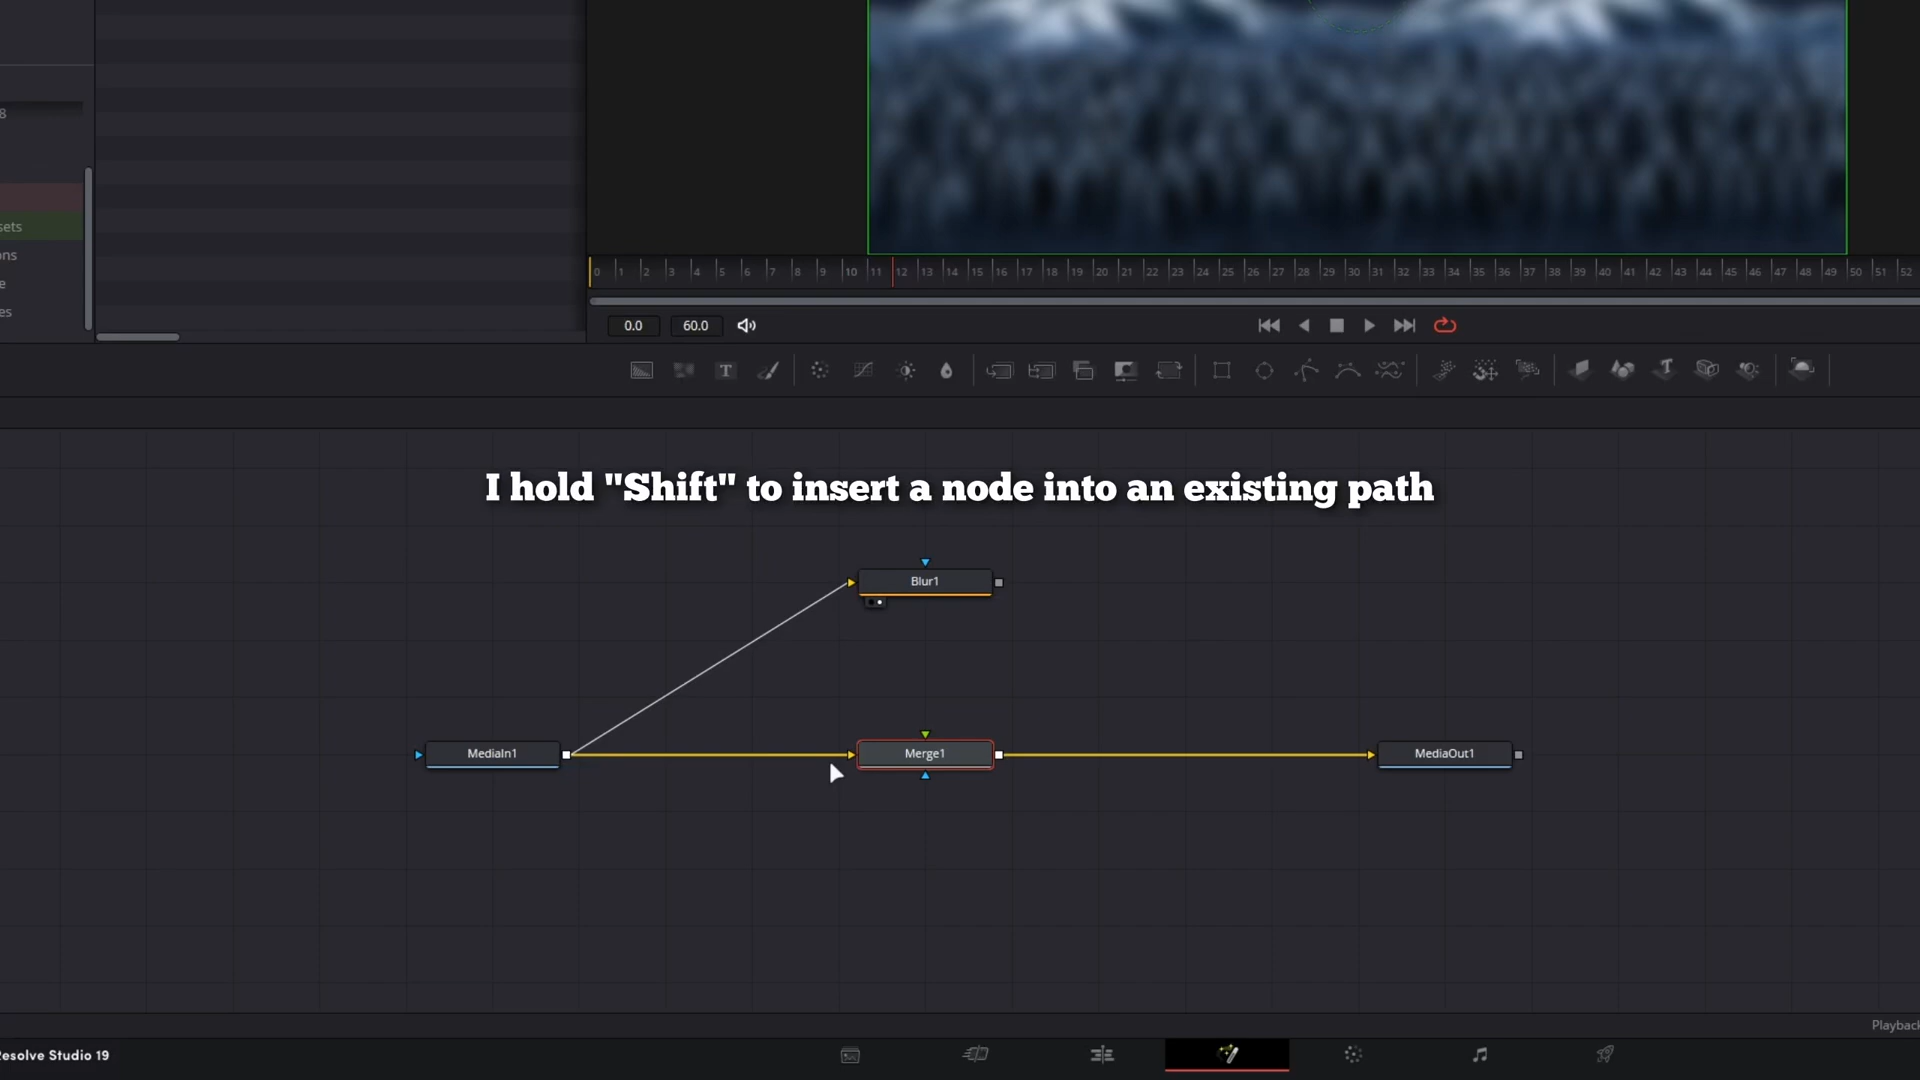 8
sets
ons
e
es
0 1 2 3 4 5 6 7 8 9 10 11 12 13 14 15 16 17 18 19 20 21 22 23 24 25 26 27 28 29 30 31 32 33 34 35 36 37 38 39 40 41 42 43 44 45 46 47 48 49 50 51 52
0.0 60.0
T T
I hold "Shift" to insert a node into an existing path
Blur1
MediaIn1 Merge1 MediaOut1
Playback
esolve Studio 19